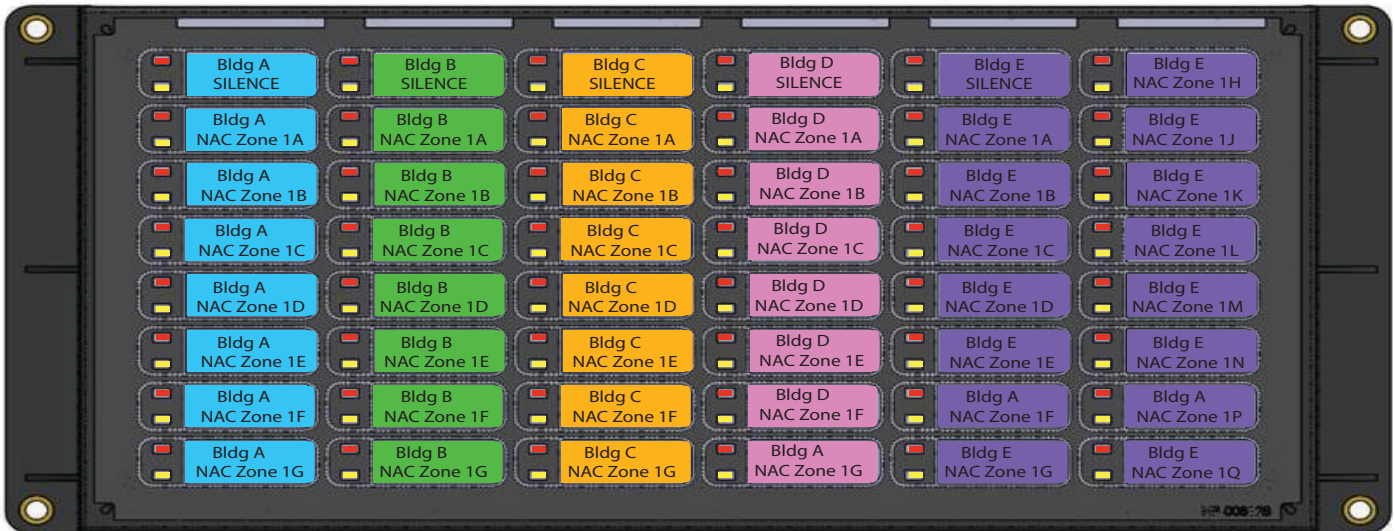 Bldg A
SILENCE
Bldg B
SILENCE
Bldg C
SILENCE
Bldg D
SILENCE
Bldg E
SILENCE
Bldg E
NAC Zone 1H
Bldg A
NAC Zone 1A
Bldg B
NAC Zone 1A
Bldg C
NAC Zone 1A
Bldg D
NAC Zone 1A
Bldg E
NAC Zone 1A
Bldg E
NAC Zone 1J
Bldg A
NAC Zone 1B
Bldg B
NAC Zone 1B
Bldg C
NAC Zone 1B
Bldg D
NAC Zone 1B
Bldg E
NAC Zone 1B
Bldg E
NAC Zone 1K
Bldg A
NAC Zone 1C
Bldg B
NAC Zone 1C
Bldg C
NAC Zone 1C
Bldg D
NAC Zone 1C
Bldg E
NAC Zone 1C
Bldg E
NAC Zone 1L
Bldg A
NAC Zone 1D
Bldg B
NAC Zone 1D
Bldg C
NAC Zone 1D
Bldg D
NAC Zone 1D
Bldg E
NAC Zone 1D
Bldg E
NAC Zone 1M
Bldg A
NAC Zone 1E
Bldg B
NAC Zone 1E
Bldg C
NAC Zone 1E
Bldg D
NAC Zone 1E
Bldg E
NAC Zone 1E
Bldg E
NAC Zone 1N
Bldg A
NAC Zone 1F
Bldg B
NAC Zone 1F
Bldg C
NAC Zone 1F
Bldg D
NAC Zone 1F
Bldg A
NAC Zone 1F
Bldg A
NAC Zone 1P
Bldg A
NAC Zone 1G
Bldg B
NAC Zone 1G
Bldg C
NAC Zone 1G
Bldg A
NAC Zone 1G
Bldg E
NAC Zone 1G
Bldg E
NAC Zone 1Q